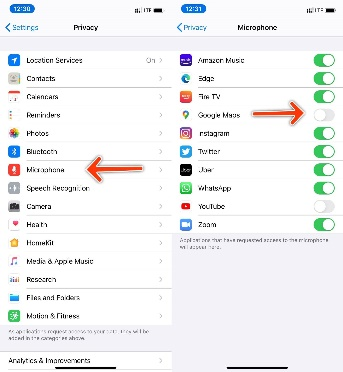 12:30
LTE
Settings
Privacy
Location Services
On
Contacts
Calendars
Reminders
Photos
Bluetooth
Microphone
Speech Recognition
Camera
Health
HomeKit
Media & Apple Music
Research
Files and Folders
Motion & Fitness
As applications request access to your data, they will be
added in the categories above.
Analytics & Improvements
12:31
LTE
Privacy
Microphone
Amazon Music
Edge
Fire TV
Google Maps
Instagram
Twitter
Uber
WhatsApp
YouTube
Zoom
Applications that have requested access to the microphone
will appear here.